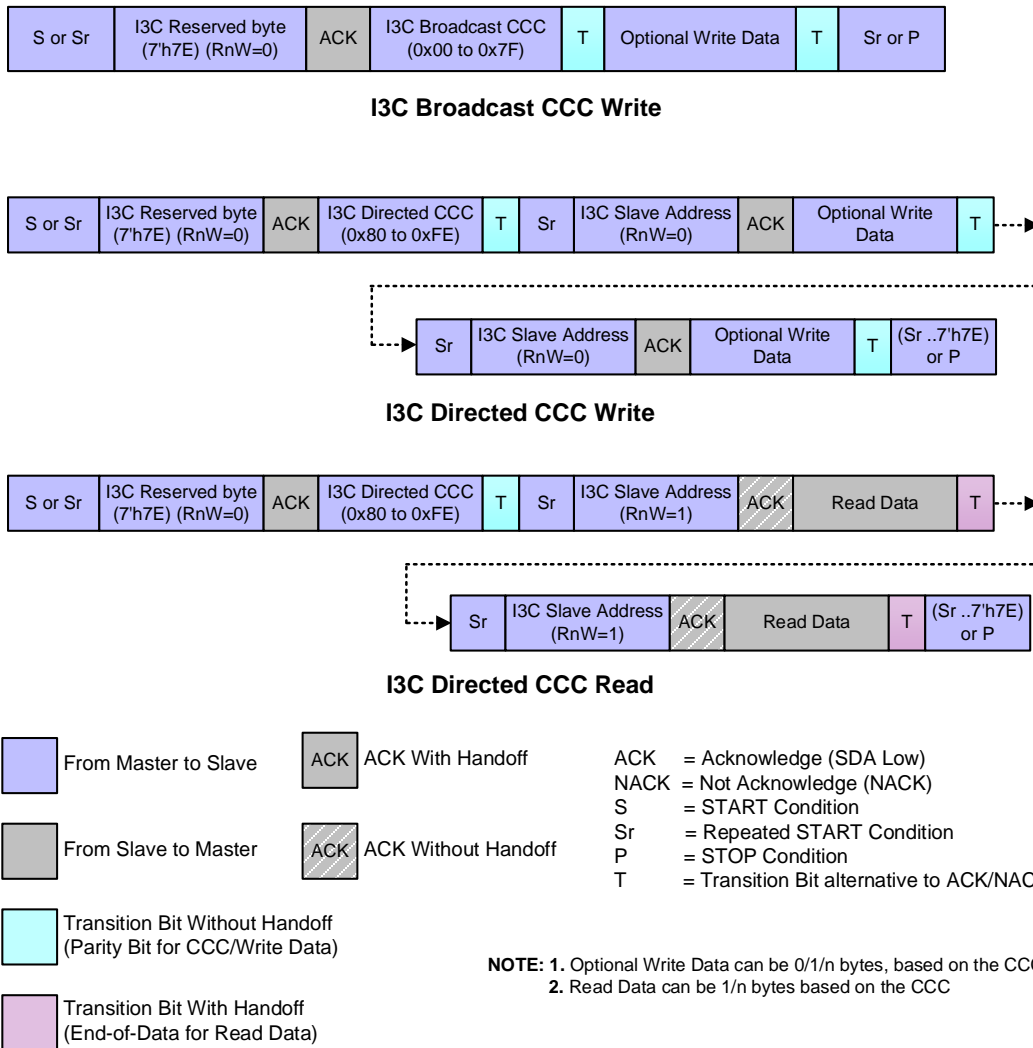 S or Sr I3C Reserved byte (7'h7E) (RnW=0) ACK I3C Broadcast CCC (0x00 to 0x7F) T Optional Write Data T Sr or P
I3C Broadcast CCC Write
S or Sr I3C Reserved byte (7'h7E) (RnW=0) ACK I3C Directed CCC (0x80 to 0xFE) T Sr I3C Slave Address (RnW=0) ACK Optional Write Data T
Sr I3C Slave Address (RnW=0) ACK Optional Write Data T (Sr ..7'h7E) or P
I3C Directed CCC Write
S or Sr I3C Reserved byte (7'h7E) (RnW=0) ACK I3C Directed CCC (0x80 to 0xFE) T Sr I3C Slave Address (RnW=1) ACK Read Data T
Sr I3C Slave Address (RnW=1) ACK Read Data T (Sr ..7'h7E) or P
I3C Directed CCC Read
From Master to Slave
ACK ACK With Handoff
From Slave to Master
ACK ACK Without Handoff
Transition Bit Without Handoff
(Parity Bit for CCC/Write Data)
Transition Bit With Handoff
(End-of-Data for Read Data)
ACK = Acknowledge (SDA Low)
NACK = Not Acknowledge (NACK)
S = START Condition
Sr = Repeated START Condition
P = STOP Condition
T = Transition Bit alternative to ACK/NAC
NOTE: 1. Optional Write Data can be 0/1/n bytes, based on the CC
2. Read Data can be 1/n bytes based on the CCC